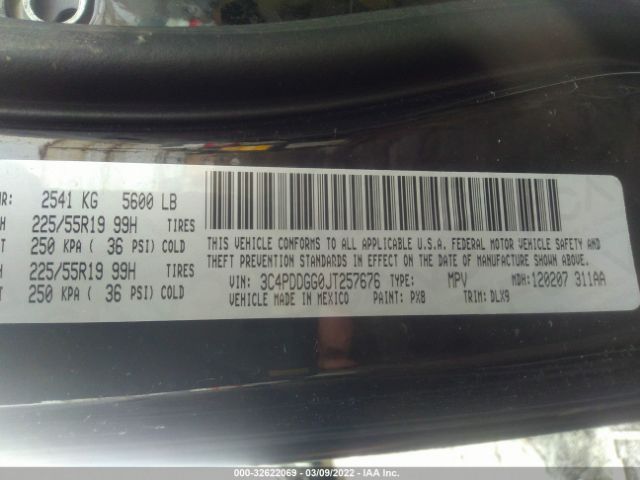 R: 2541 KG 5600 LB
H 225/55R19 99H TIRES
T 250 KPA ( 36 PSI) COLD
H 225/55R19 99H TIRES
T 250 KPA ( 36 PSI) COLD
THIS VEHICLE CONFORMS TO ALL APPLICABLE U.S.A. FEDERAL MOTOR VEHICLE SAFETY AND
THEFT PREVENTION STANDARDS IN EFFECT ON THE DATE OF MANUFACTURE SHOWN ABOVE.
VIN: 3C4PDDGG0JT257676 TYPE: MPV MDH: 120207 311AA
VEHICLE MADE IN MEXICO PAINT: PX8 TRIM: DLX9
000-32622069 - 03/09/2022 - IAA Inc.